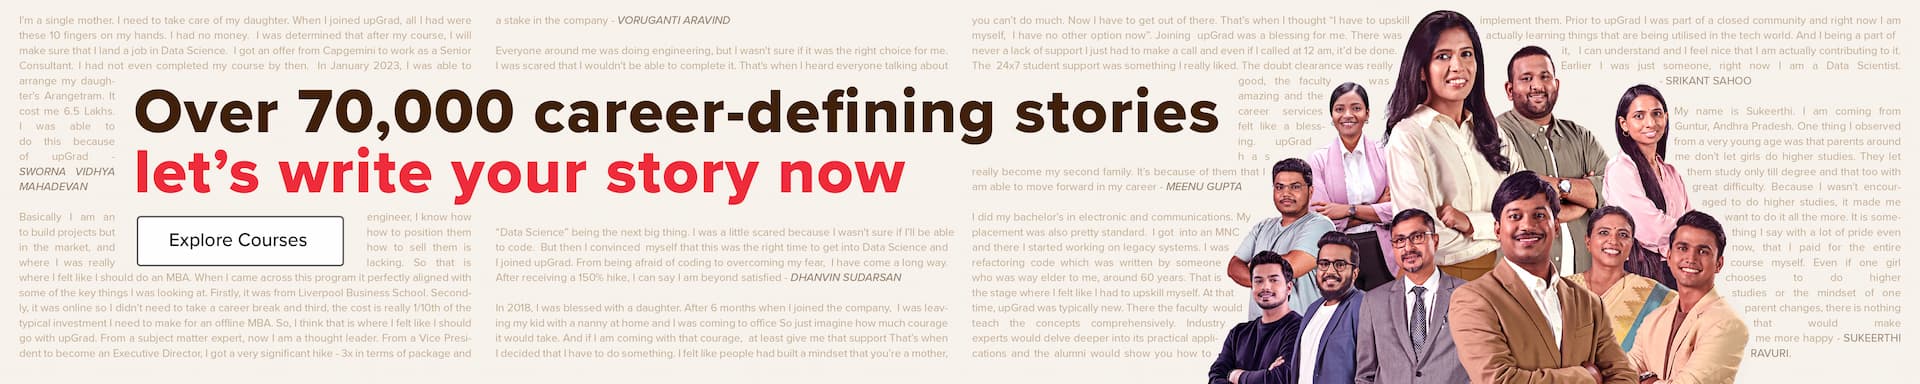 I'm a single mother. I need to take care of my daughter. When I joined upGrad, all I had were
these 10 fingers on my hands. I had no money. I was determined that after my course, I will
make sure that I land a job in Data Science. I got an offer from Capgemini to work as a Senior
Consultant. I had not even completed my course by then. In January 2023, I was able to
arrange my daugh-
ter's Arangetram. It
cost me 6.5 Lakhs.
I was able to
do this because
of upGrad -
SWORNA VIDHYA
MAHADEVAN
Over 70,000 career-defining stories
let's write your story now
Explore Courses
Basically I am an
to build projects but
in the market, and
where I was really
engineer, I know how
how to position them
how to sell them is
lacking. So that is
where I felt like I should do an MBA. When I came across this program it perfectly aligned with
some of the key things I was looking at. Firstly, it was from Liverpool Business School. Second-
ly, it was online so I didn't need to take a career break and third, the cost is really 1/10th of the
typical investment I need to make for an offline MBA. So, I think that is where I felt like I should
go with upGrad. From a subject matter expert, now I am a thought leader. From a Vice Presi-
dent to become an Executive Director, I got a very significant hike - 3x in terms of package and
a stake in the company - VORUGANTI ARAVIND
Everyone around me was doing engineering, but I wasn't sure if it was the right choice for me.
I was scared that I wouldn't be able to complete it. That's when I heard everyone talking about
"Data Science" being the next big thing. I was a little scared because I wasn't sure if I'll be able
to code. But then I convinced myself that this was the right time to get into Data Science and
I joined upGrad. From being afraid of coding to overcoming my fear, I have come a long way.
After receiving a 150% hike, I can say I am beyond satisfied - DHANVIN SUDARSAN
In 2018, I was blessed with a daughter. After 6 months when I joined the company, I was leav-
ing my kid with a nanny at home and I was coming to office So just imagine how much courage
it would take. And if I am coming with that courage, at least give me that support That's when
I decided that I have to do something. I felt like people had built a mindset that you're a mother,
you can't do much. Now I have to get out of there. That's when I thought "I have to upskill
myself, I have no other option now". Joining upGrad was a blessing for me. There was
never a lack of support I just had to make a call and even if I called at 12 am, it'd be done.
The 24x7 student support was something I really liked. The doubt clearance was really
good, the faculty was
amazing and the
career services
felt like a bless-
ing. upGrad
has
really become my second family. It's because of them that I
am able to move forward in my career - MEENU GUPTA
I did my bachelor's in electronic and communications. My
placement was also pretty standard. I got into an MNC
and there I started working on legacy systems. I was
refactoring code which was written by someone
who was way elder to me, around 60 years. That is
the stage where I felt like I had to upskill myself. At that
time, upGrad was typically new. There the faculty would
teach the concepts comprehensively. Industry
experts would delve deeper into its practical appli-
cations and the alumni would show you how to
implement them. Prior to upGrad I was part of a closed community and right now I am
actually learning things that are being utilised in the tech world. And I being a part of
it, I can understand and I feel nice that I am actually contributing to it.
Earlier I was just someone, right now I am a Data Scientist.
- SRIKANT SAHOO
My name is Sukeerthi. I am coming from
Guntur, Andhra Pradesh. One thing I observed
from a very young age was that parents around
me don't let girls do higher studies. They let
them study only till degree and that too with
great difficulty. Because I wasn't encour-
aged to do higher studies, it made me
want to do it all the more. It is some-
thing I say with a lot of pride even
now, that I paid for the entire
course myself. Even if one girl
chooses to do higher
studies or the mindset of one
parent changes, there is nothing
that would make
me more happy - SUKEERTHI
RAVURI.